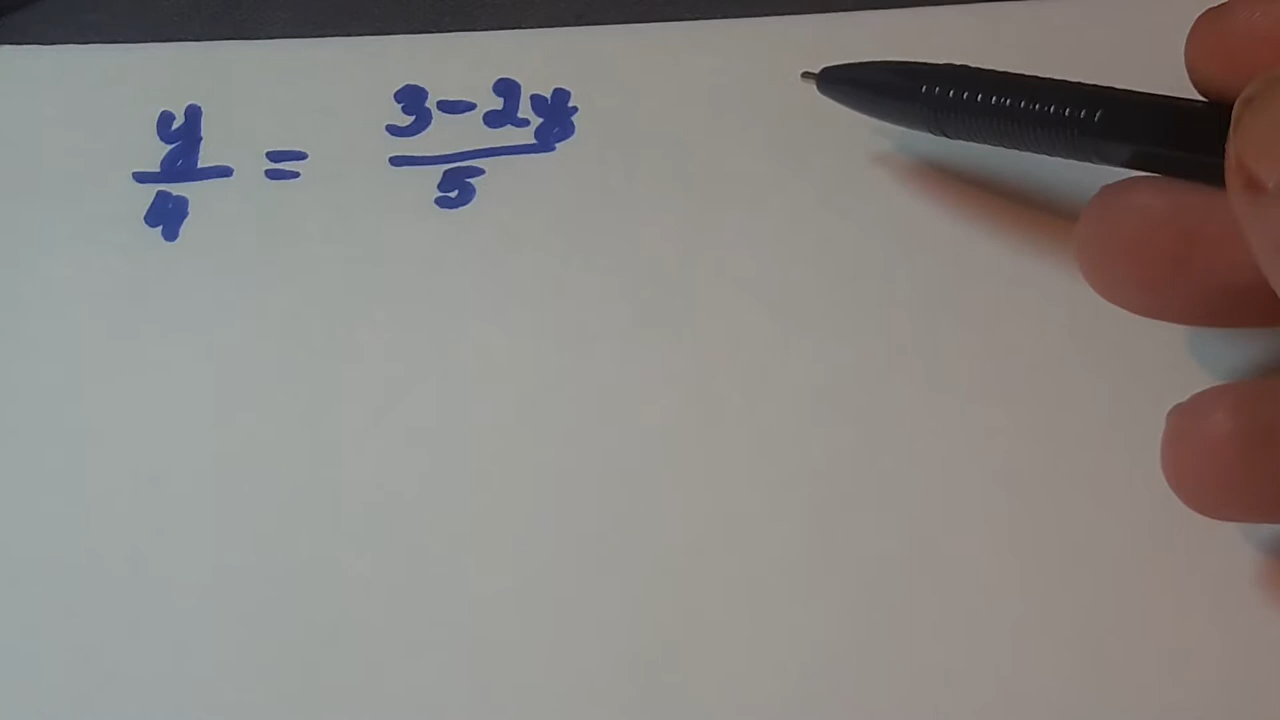 y/4 = (3-2y)/5